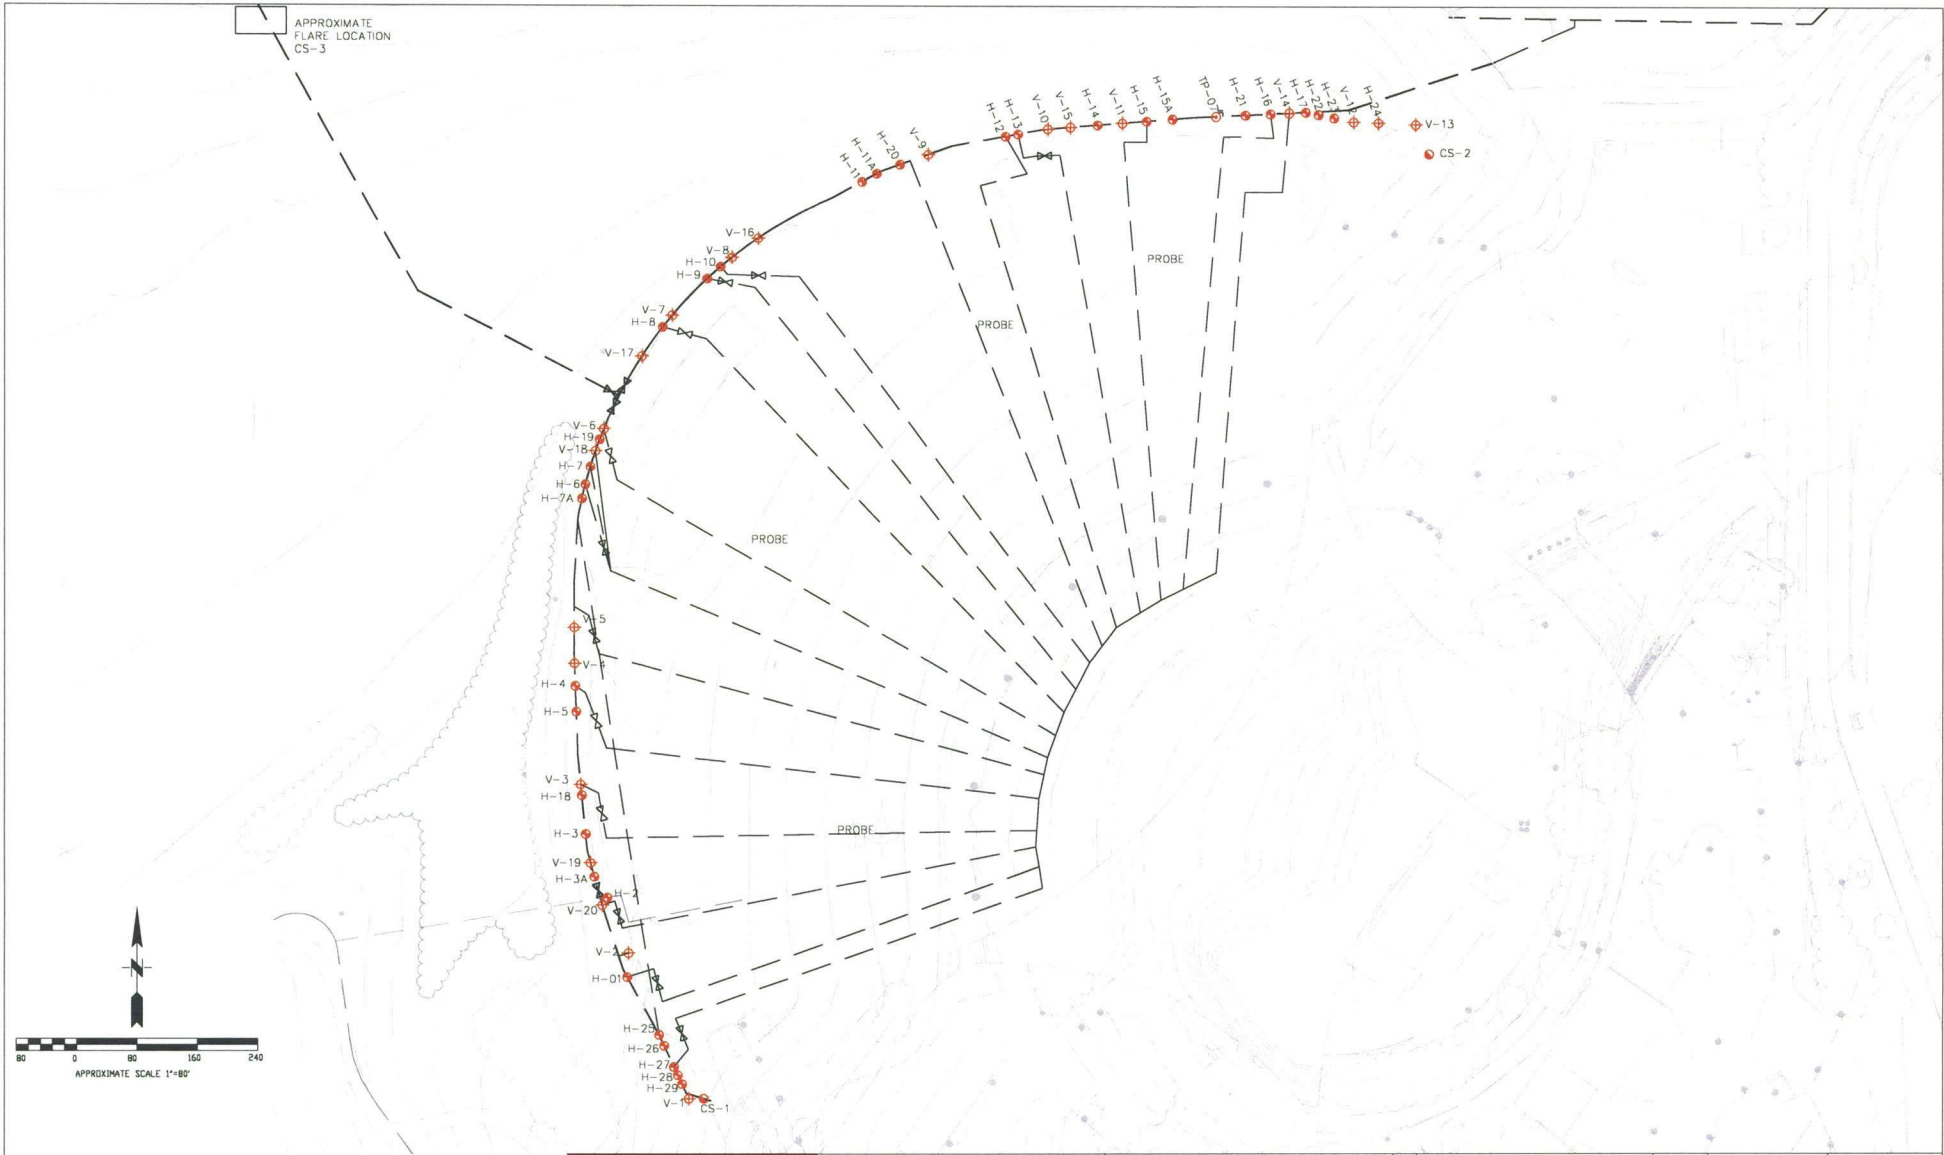 APPROXIMATE
FLARE LOCATION
CS-3
H-11
H-11A
H-20
V-9
H-12
H-13
V-10
V-15
H-14
V-11
H-15
H-15A
TP-07
H-21
H-16
V-14
H-17
H-22
H-23
V-12
H-24
V-13
CS-2
V-16
V-8
H-10
H-9
V-7
H-8
V-17
PROBE
PROBE
V-6
H-19
V-18
H-7
H-6
H-7A
PROBE
V-5
V-4
H-4
H-5
V-3
H-18
H-3
PROBE
V-19
H-3A
H-2
V-20
V-2
H-01
N
H-25
H-26
H-27
H-28
H-29
V-1
CS-1
80 0 80 160 240
APPROXIMATE SCALE 1"=80'